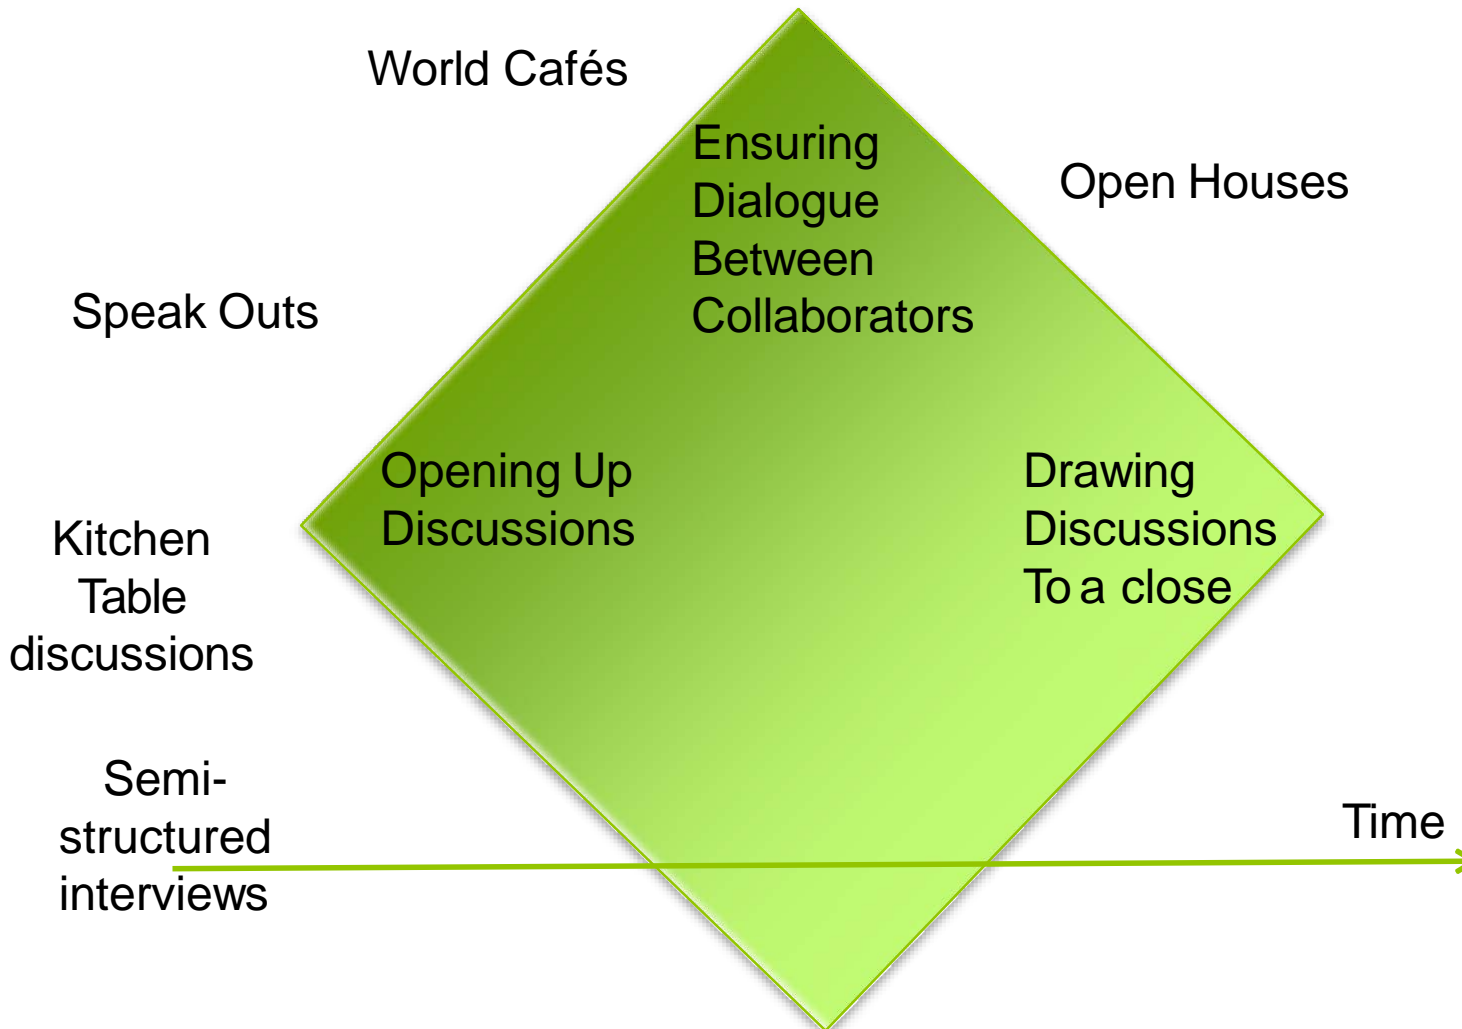 World Cafés
Ensuring
Dialogue
Between
Collaborators
Open Houses
Speak Outs
Opening Up
Discussions
Drawing
Discussions
To a close
Kitchen
Table
discussions
Semi-
structured
interviews
Time